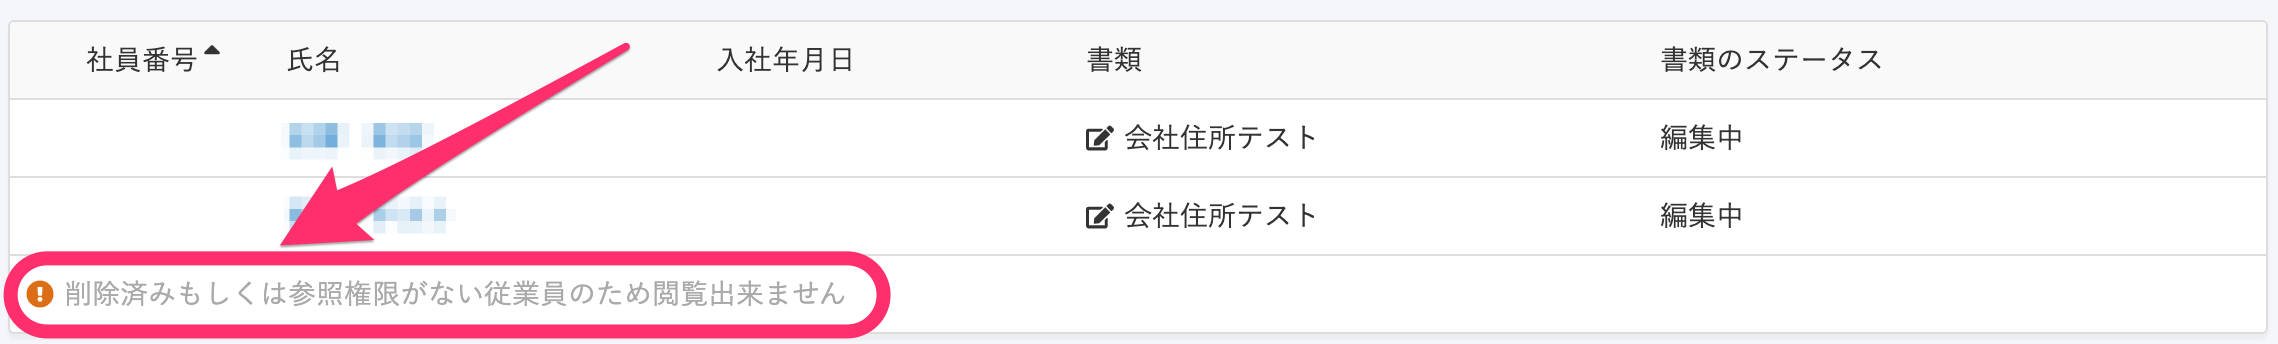 社員番号 氏名 入社年月日 書類 書類のステータス
会社住所テスト 編集中
会社住所テスト 編集中
削除済みもしくは参照権限がない従業員のため閲覧出来ません